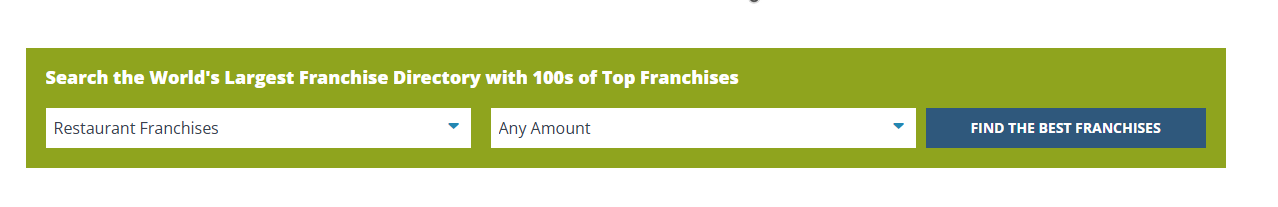 Search the World's Largest Franchise Directory with 100s of Top Franchises
Restaurant Franchises
Any Amount
FIND THE BEST FRANCHISES